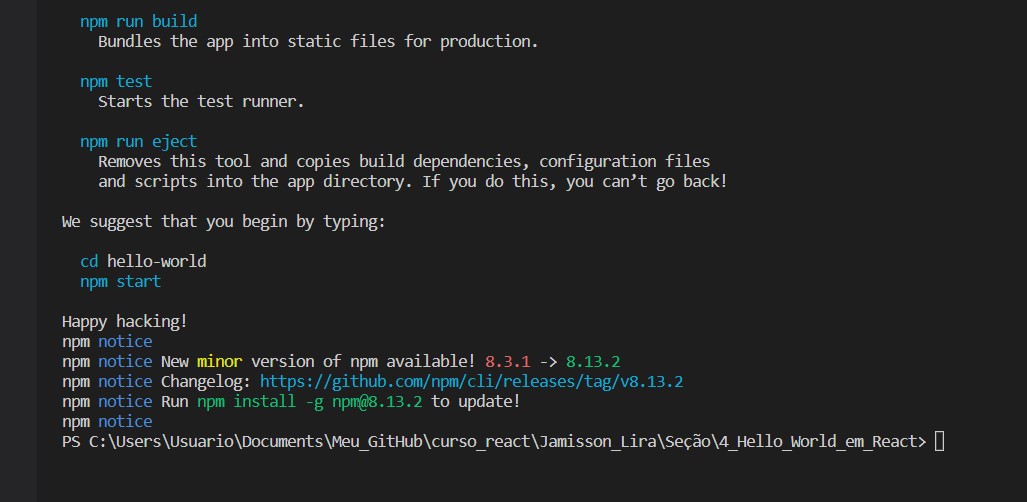 npm run build
Bundles the app into static files for production.
npm test
Starts the test runner.
npm run eject
Removes this tool and copies build dependencies, configuration files
and scripts into the app directory. If you do this, you can’t go back!
We suggest that you begin by typing:
cd hello-world
npm start
Happy hacking!
npm notice
npm notice New minor version of npm available! 8.3.1 -> 8.13.2
npm notice Changelog: https://github.com/npm/cli/releases/tag/v8.13.2
npm notice Run npm install -g npm@8.13.2 to update!
npm notice
PS C:\Users\Usuario\Documents\Meu_GitHub\curso_react\Jamisson_Lira\Seção\4_Hello_World_em_React>